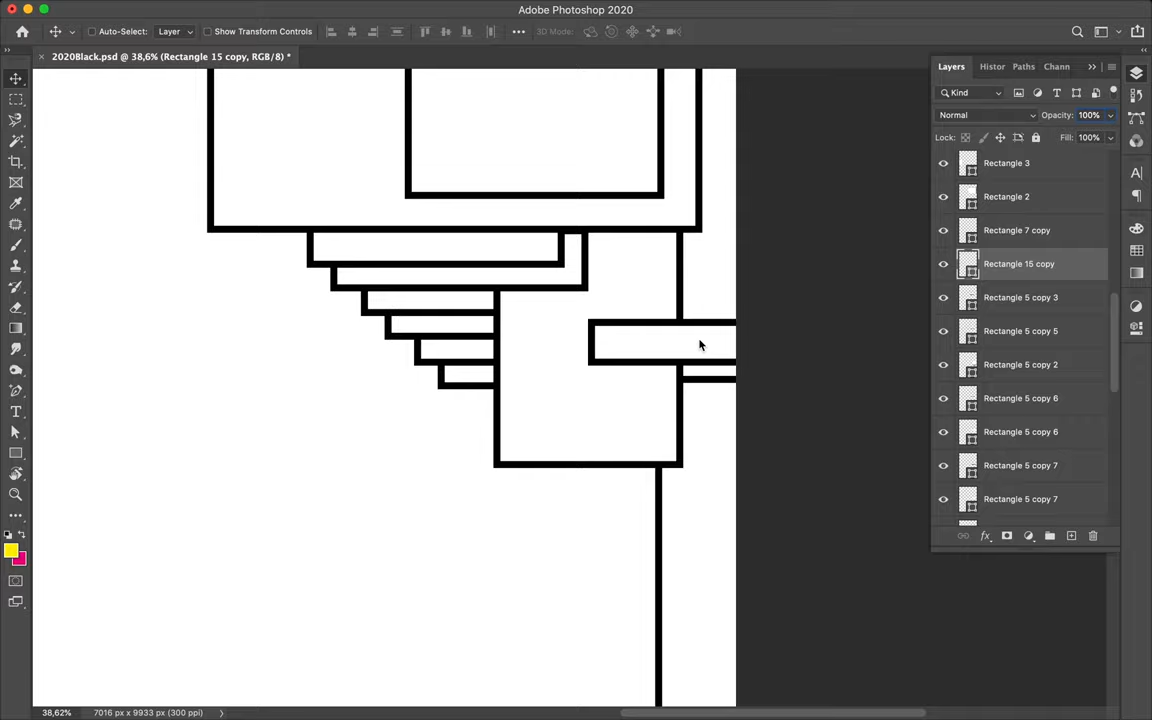 Adobe Photoshop 2020
Auto-Select: Layer Show Transform Controls 3D Mode:
2020Black.psd @ 38,6% (Rectangle 15 copy, RGB/8) *
Layers Histor Paths Chann
Kind
Normal Opacity: 100%
Lock: Fill: 100%
Rectangle 3
Rectangle 2
Rectangle 7 copy
Rectangle 15 copy
Rectangle 5 copy 3
Rectangle 5 copy 5
Rectangle 5 copy 2
Rectangle 5 copy 6
Rectangle 5 copy 6
Rectangle 5 copy 7
Rectangle 5 copy 7
fx
38,62% 7016 px x 9933 px (300 ppi)